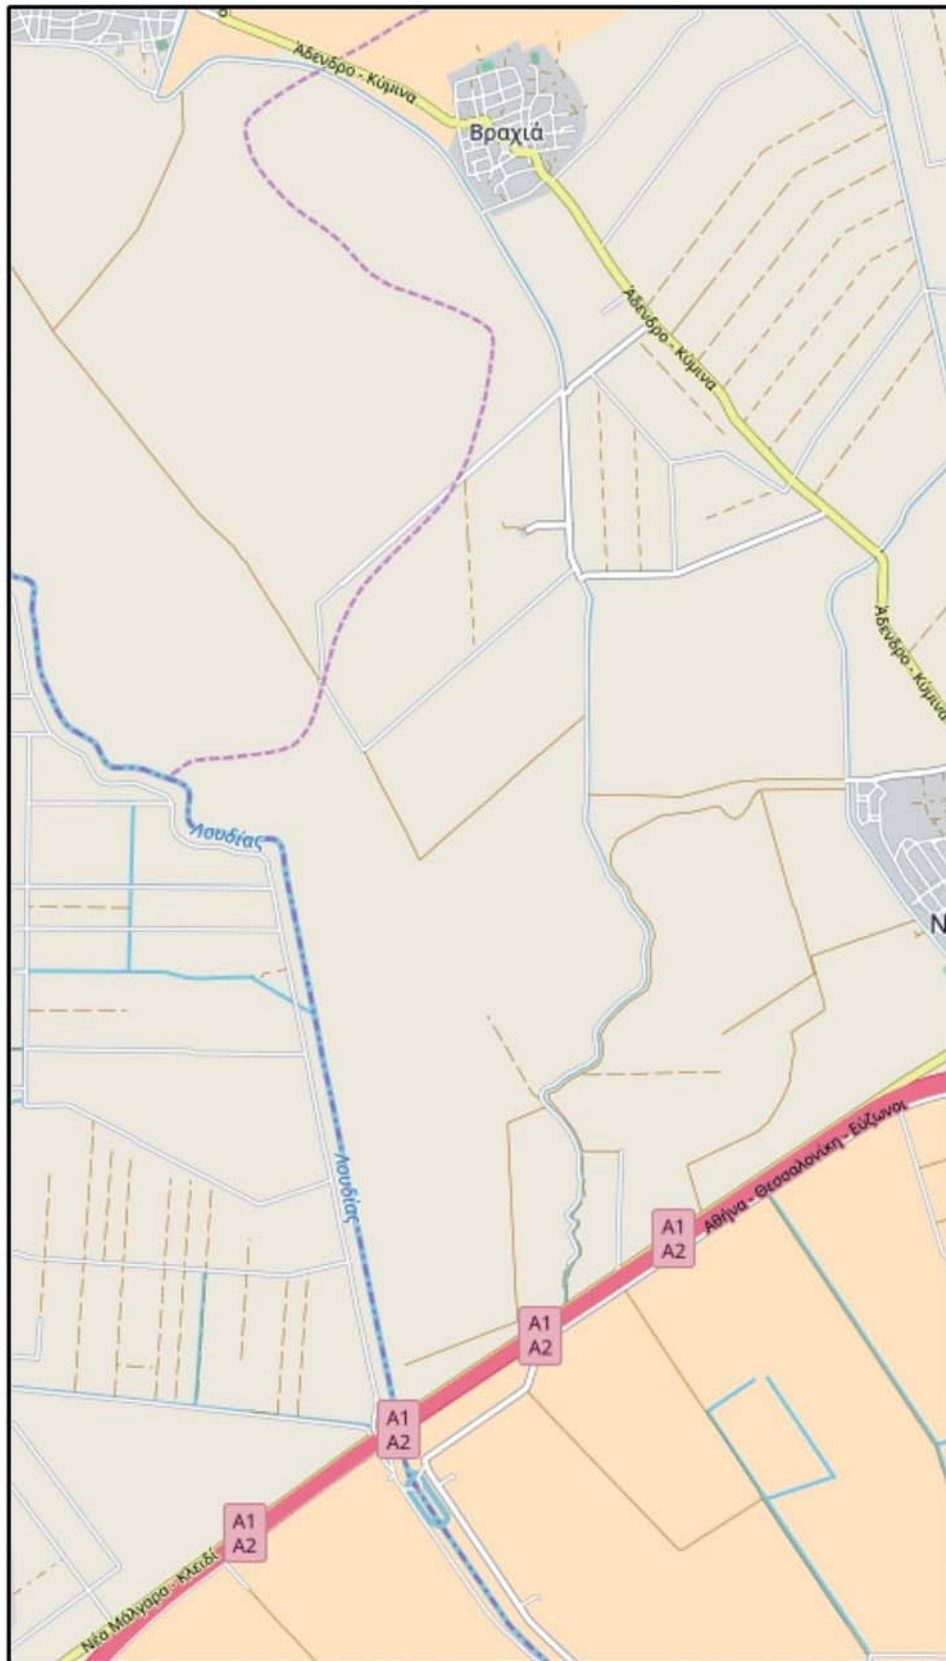 Άδενδρο - Κύμινα
Βραχιά
Άδενδρο - Κύμινα
Άδενδρο - Κύμινα
Λουδίας
Ν
Αθήνα - Θεσσαλονίκη - Εύζωνοι
Λουδίας
A1
A2
A1
A2
A1
A2
A1
A2
Νέα Μάλγαρα - Κλειδί